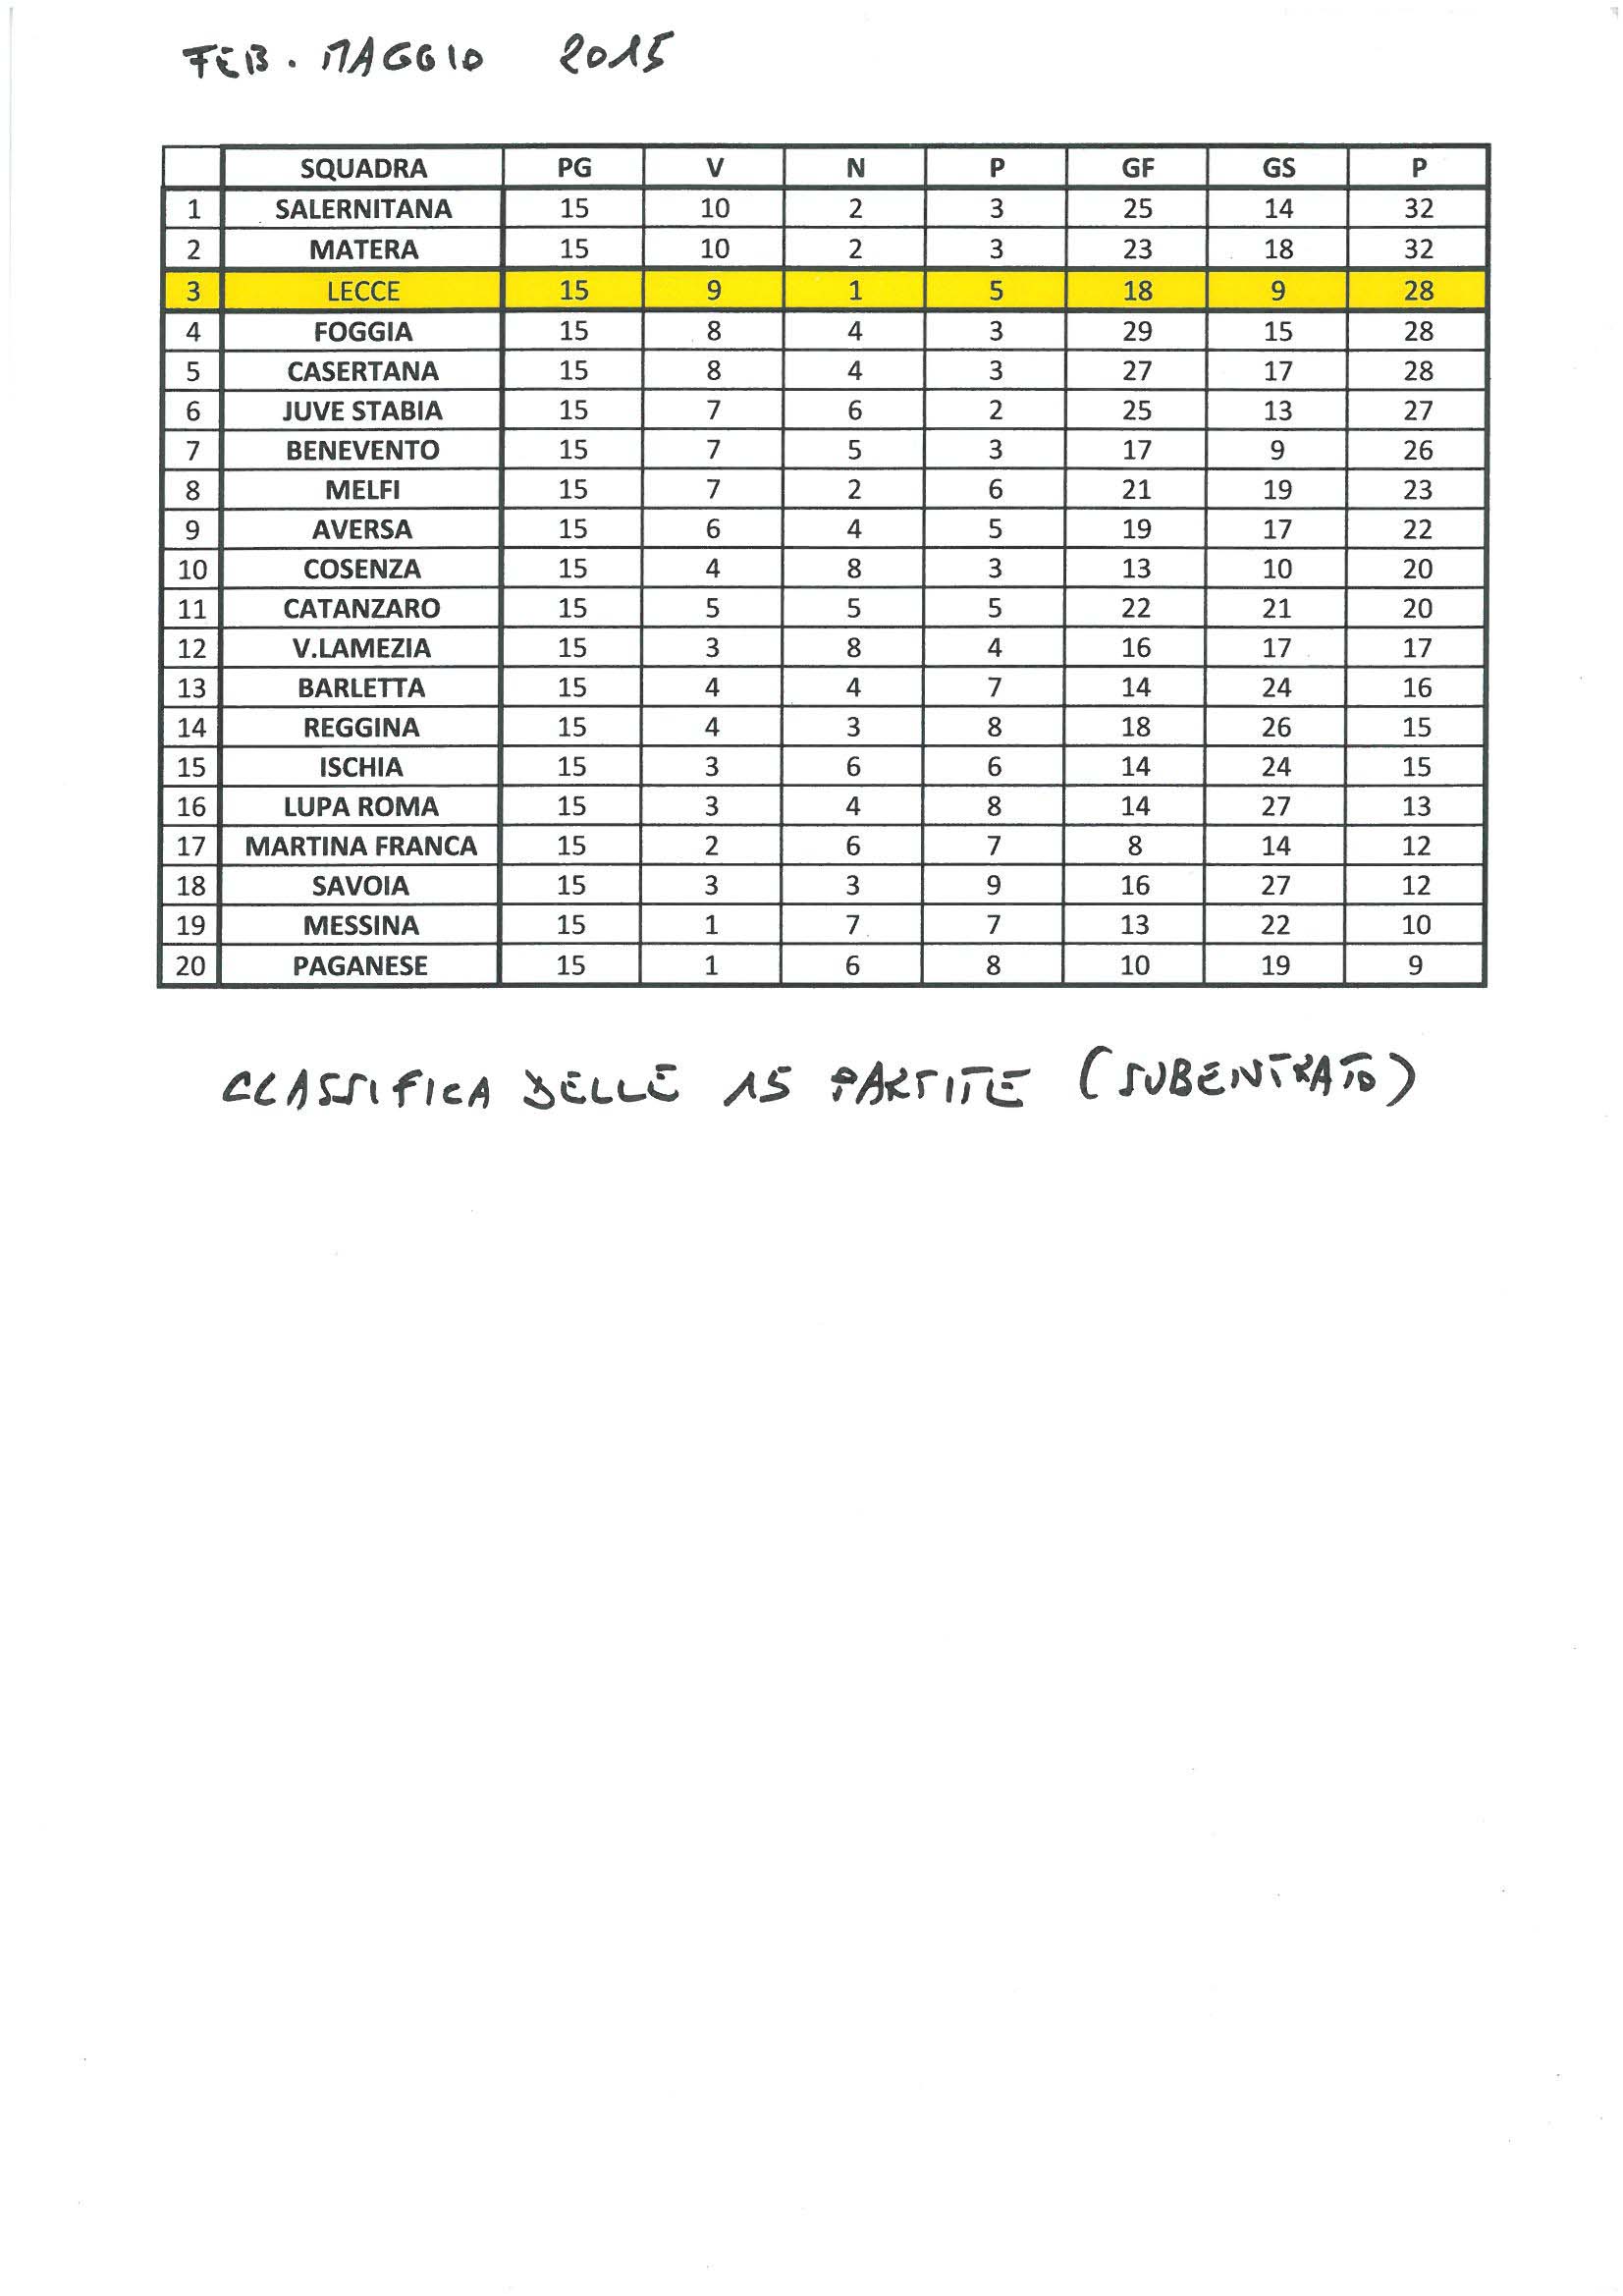 FEB. MAGGIO 2015
SQUADRA PG V N P GF GS P
1 SALERNITANA 15 10 2 3 25 14 32
2 MATERA 15 10 2 3 23 18 32
3 LECCE 15 9 1 5 18 9 28
4 FOGGIA 15 8 4 3 29 15 28
5 CASERTANA 15 8 4 3 27 17 28
6 JUVE STABIA 15 7 6 2 25 13 27
7 BENEVENTO 15 7 5 3 17 9 26
8 MELFI 15 7 2 6 21 19 23
9 AVERSA 15 6 4 5 19 17 22
10 COSENZA 15 4 8 3 13 10 20
11 CATANZARO 15 5 5 5 22 21 20
12 V.LAMEZIA 15 3 8 4 16 17 17
13 BARLETTA 15 4 4 7 14 24 16
14 REGGINA 15 4 3 8 18 26 15
15 ISCHIA 15 3 6 6 14 24 15
16 LUPA ROMA 15 3 4 8 14 27 13
17 MARTINA FRANCA 15 2 6 7 8 14 12
18 SAVOIA 15 3 3 9 16 27 12
19 MESSINA 15 1 7 7 13 22 10
20 PAGANESE 15 1 6 8 10 19 9
CLASSIFICA DELLE 15 PARTITE (SUBENTRATO)